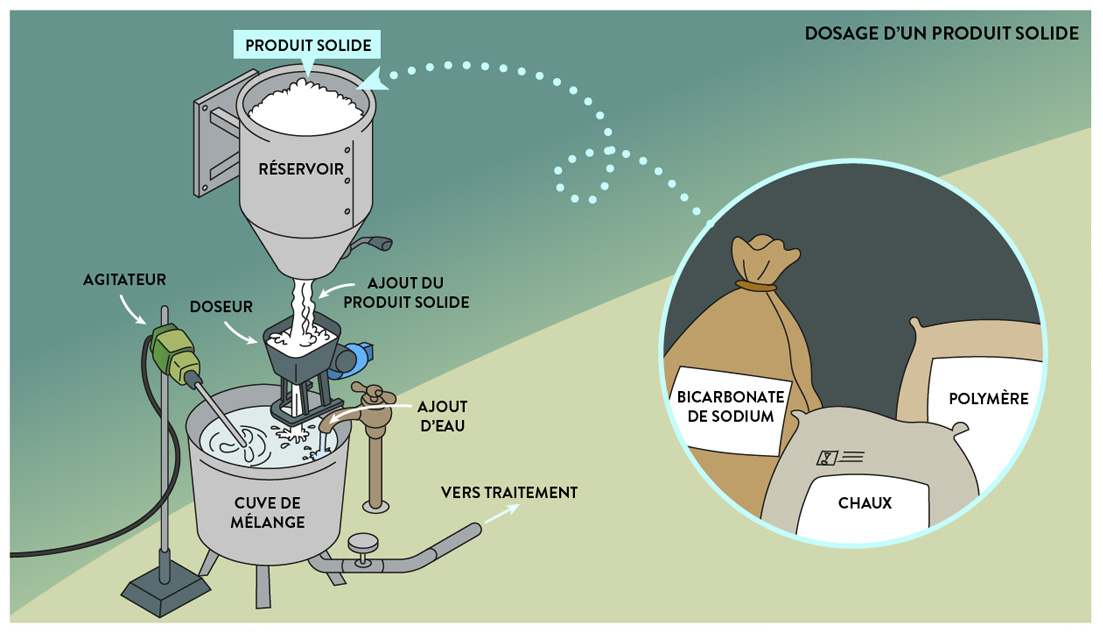 DOSAGE D'UN PRODUIT SOLIDE
PRODUIT SOLIDE
RÉSERVOIR
AGITATEUR
DOSEUR
AJOUT DU
PRODUIT SOLIDE
AJOUT
D'EAU
CUVE DE
MÉLANGE
VERS TRAITEMENT
BICARBONATE
DE SODIUM
POLYMÈRE
CHAUX